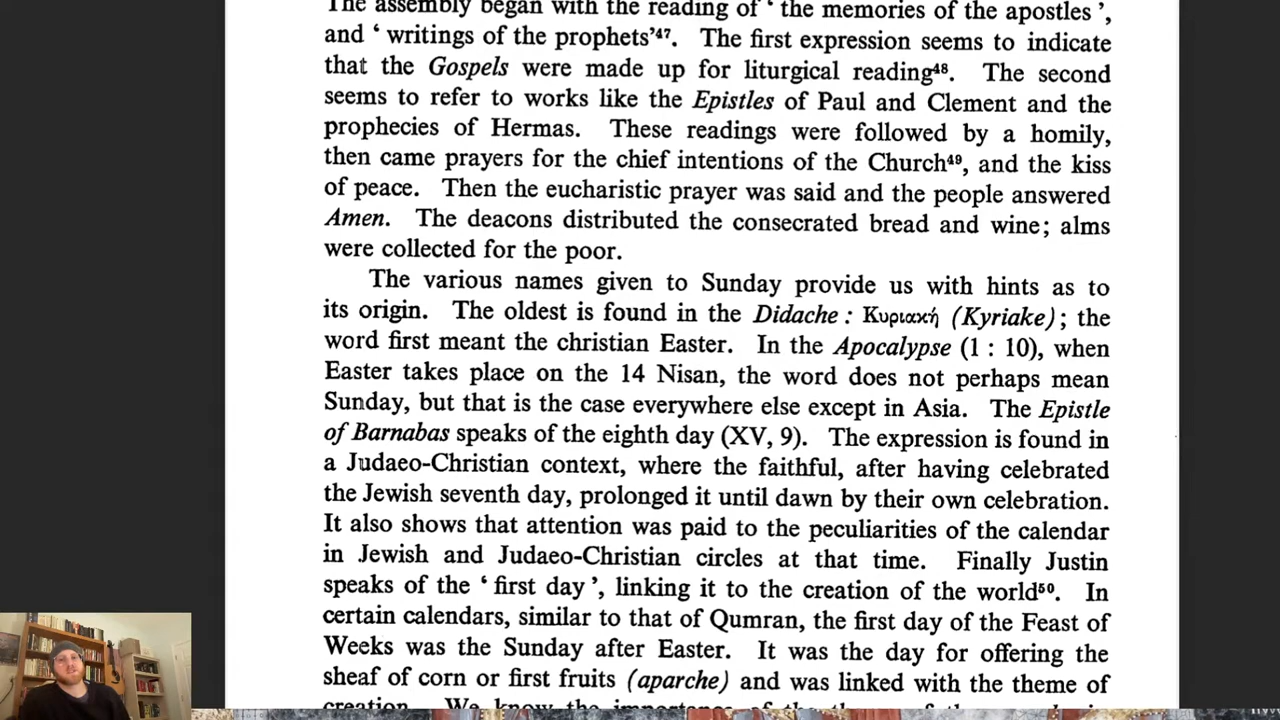 The assembly began with the reading of ‘ the memories of the apostles ’,
and ‘ writings of the prophets’⁴⁷. The first expression seems to indicate
that the Gospels were made up for liturgical reading⁴⁸. The second
seems to refer to works like the Epistles of Paul and Clement and the
prophecies of Hermas. These readings were followed by a homily,
then came prayers for the chief intentions of the Church⁴⁹, and the kiss
of peace. Then the eucharistic prayer was said and the people answered
Amen. The deacons distributed the consecrated bread and wine; alms
were collected for the poor.
The various names given to Sunday provide us with hints as to
its origin. The oldest is found in the Didache : Κυριακή (Kyriake) ; the
word first meant the christian Easter. In the Apocalypse (1 : 10), when
Easter takes place on the 14 Nisan, the word does not perhaps mean
Sunday, but that is the case everywhere else except in Asia. The Epistle
of Barnabas speaks of the eighth day (XV, 9). The expression is found in
a Judaeo-Christian context, where the faithful, after having celebrated
the Jewish seventh day, prolonged it until dawn by their own celebration.
It also shows that attention was paid to the peculiarities of the calendar
in Jewish and Judaeo-Christian circles at that time. Finally Justin
speaks of the ‘ first day ’, linking it to the creation of the world⁵⁰. In
certain calendars, similar to that of Qumran, the first day of the Feast of
Weeks was the Sunday after Easter. It was the day for offering the
sheaf of corn or first fruits (aparche) and was linked with the theme of
creation. We know the importance of the